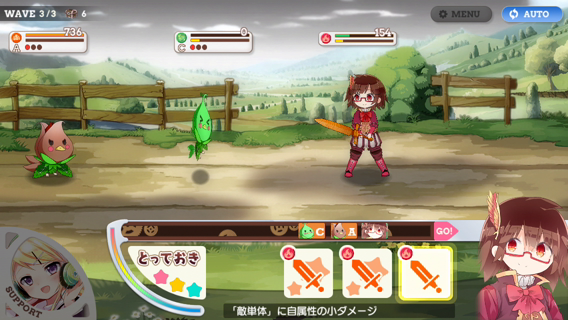 WAVE 3/3 6
MENU
AUTO
736
A
0
C
154
C A GO!
とっておき
SUPPORT
「敵単体」に自属性の小ダメージ